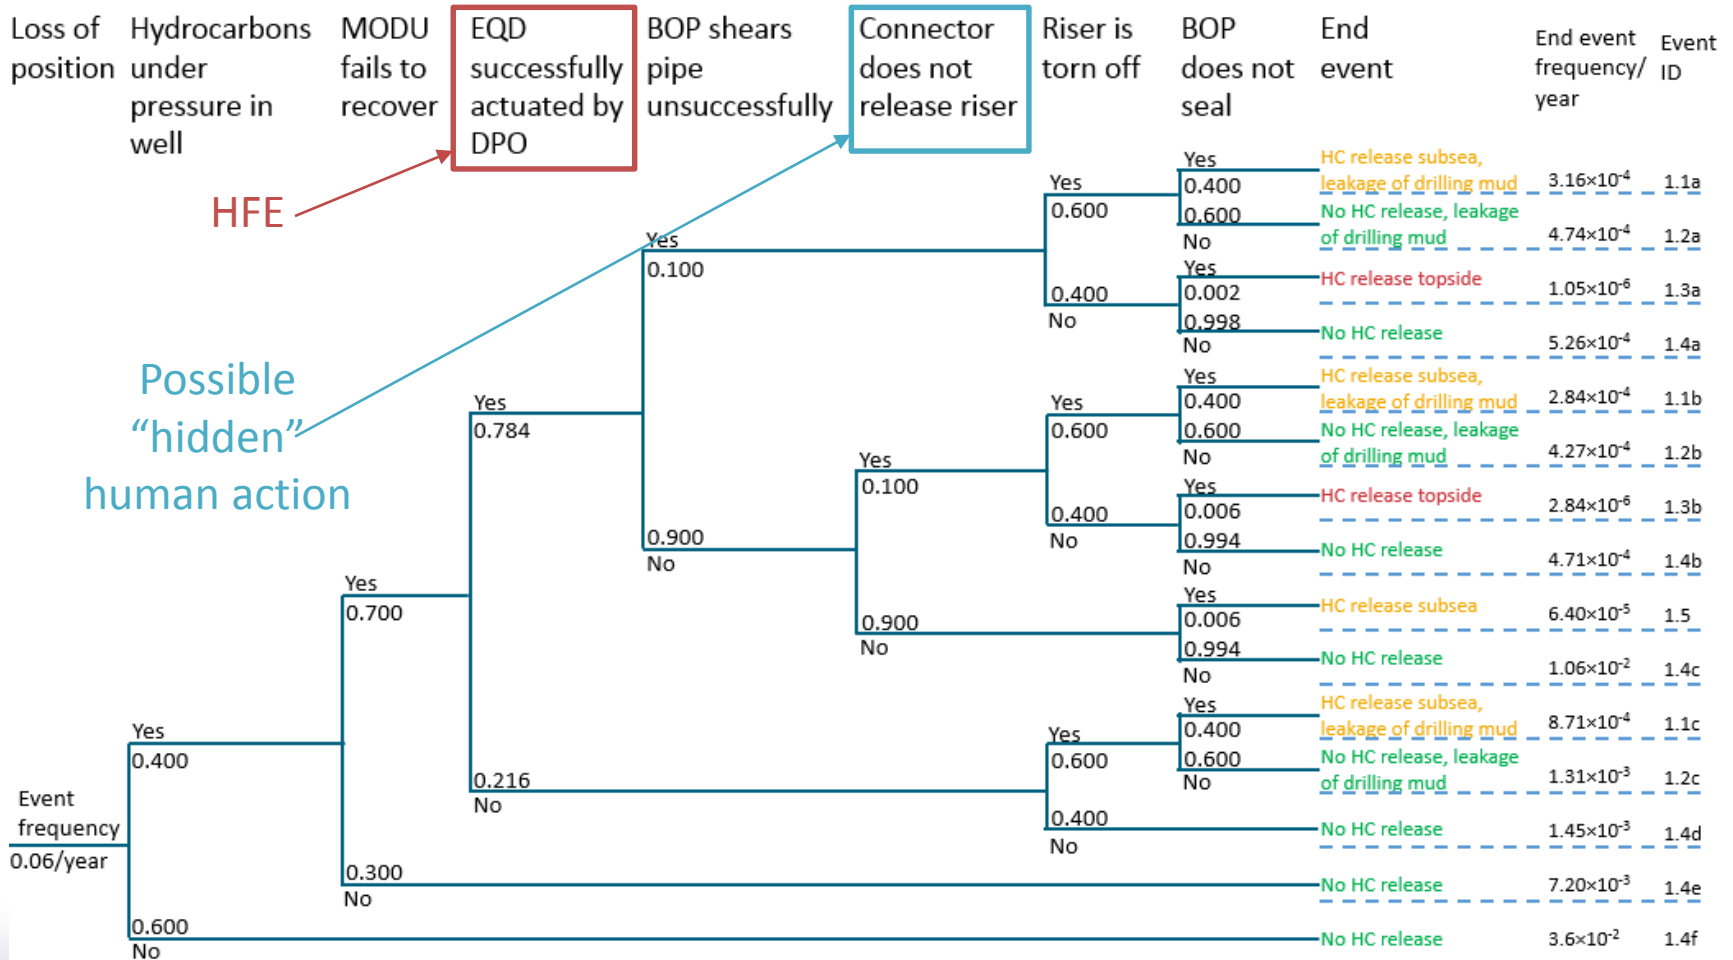 Loss of
position
Hydrocarbons
under
pressure in
well
MODU
fails to
recover
EQD
successfully
actuated by
DPO
BOP shears
pipe
unsuccessfully
Connector
does not
release riser
Riser is
torn off
BOP
does not
seal
End
event
End event
frequency/
year
Event
ID
HFE
Possible
"hidden"
human action
Event
frequency
0.06/year
Yes
0.400
0.600
No
Yes
0.700
0.300
No
Yes
0.784
0.216
No
Yes
0.100
0.900
No
Yes
0.100
0.900
No
Yes
0.600
0.400
No
Yes
0.600
0.400
No
Yes
0.600
0.400
No
Yes
0.400
0.600
No
Yes
0.002
0.998
No
Yes
0.400
0.600
No
Yes
0.006
0.994
No
Yes
0.006
0.994
No
Yes
0.400
0.600
No
HC release subsea,
leakage of drilling mud 3.16×10⁻⁴ 1.1a
No HC release, leakage
of drilling mud 4.74×10⁻⁴ 1.2a
HC release topside 1.05×10⁻⁶ 1.3a
No HC release 5.26×10⁻⁴ 1.4a
HC release subsea,
leakage of drilling mud 2.84×10⁻⁴ 1.1b
No HC release, leakage
of drilling mud 4.27×10⁻⁴ 1.2b
HC release topside 2.84×10⁻⁶ 1.3b
No HC release 4.71×10⁻⁴ 1.4b
HC release subsea 6.40×10⁻⁵ 1.5
No HC release 1.06×10⁻² 1.4c
HC release subsea,
leakage of drilling mud 8.71×10⁻⁴ 1.1c
No HC release, leakage
of drilling mud 1.31×10⁻³ 1.2c
No HC release 1.45×10⁻³ 1.4d
No HC release 7.20×10⁻³ 1.4e
No HC release 3.6×10⁻² 1.4f